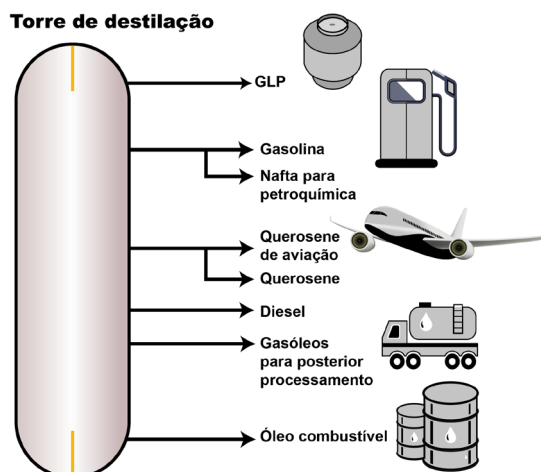 Torre de destilação
GLP
Gasolina
Nafta para
petroquímica
Querosene
de aviação
Querosene
Diesel
Gasóleos
para posterior
processamento
Óleo combustível